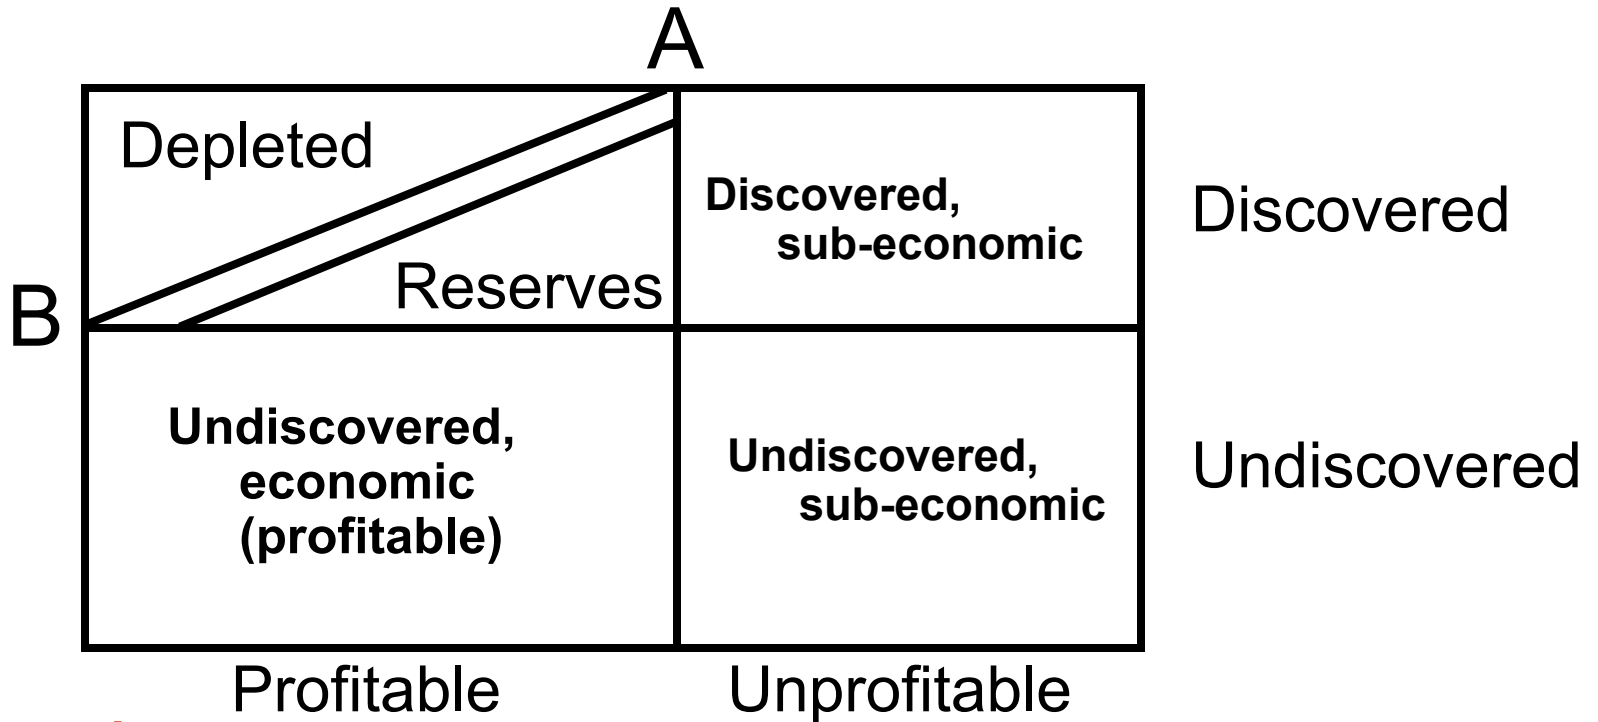 A
Depleted
Discovered,
sub-economic
Discovered
Reserves
B
Undiscovered,
economic
(profitable)
Undiscovered,
sub-economic
Undiscovered
Profitable
Unprofitable